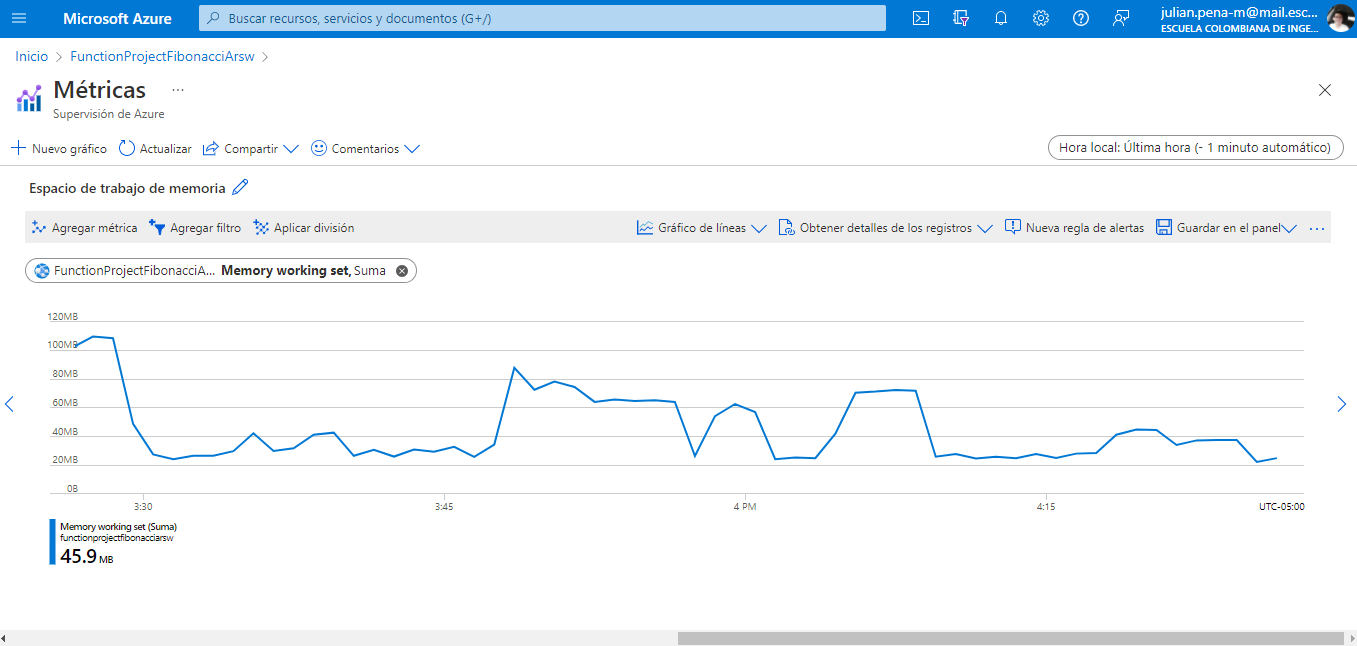 Microsoft Azure
Buscar recursos, servicios y documentos (G+/)
julian.pena-m@mail.esc...
ESCUELA COLOMBIANA DE INGE...
Inicio > FunctionProjectFibonacciArsw >
Métricas ...
Supervisión de Azure
Nuevo gráfico Actualizar Compartir Comentarios
Hora local: Última hora (- 1 minuto automático)
Espacio de trabajo de memoria
Agregar métrica Agregar filtro Aplicar división Gráfico de líneas Obtener detalles de los registros Nueva regla de alertas Guardar en el panel ...
FunctionProjectFibonacciA... Memory working set, Suma
120MB
100MB
80MB
60MB
40MB
20MB
0B
3:30 3:45 4 PM 4:15 UTC-05:00
Memory working set (Suma)
functionprojectfibonacciarsw
45.9 MB